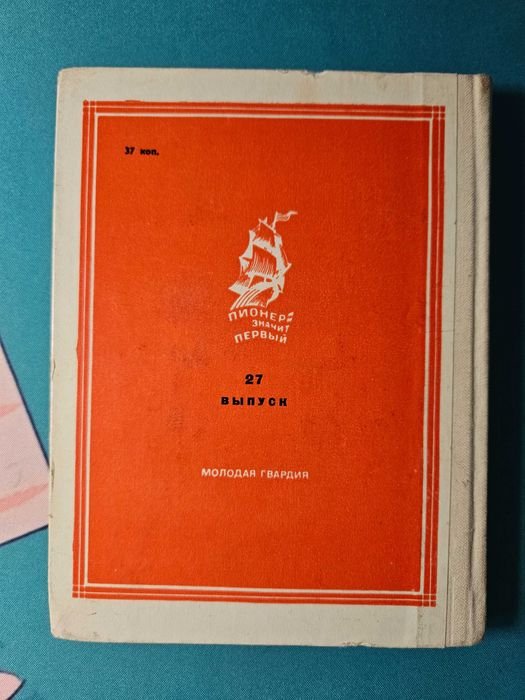 37 коп.
ПИОНЕР—
ЗНАЧИТ
ПЕРВЫЙ
27
ВЫПУСК
МОЛОДАЯ ГВАРДИЯ